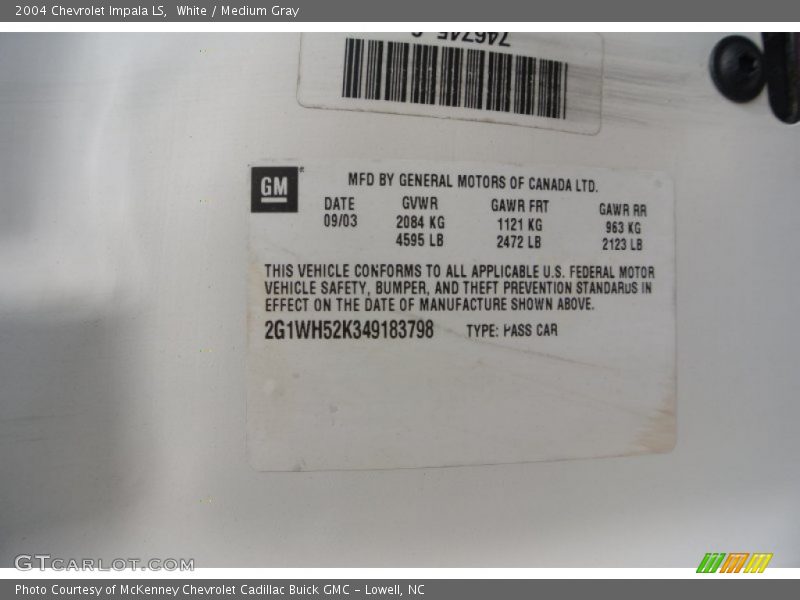 2004 Chevrolet Impala LS, White / Medium Gray
GM
MFD BY GENERAL MOTORS OF CANADA LTD.
DATE GVWR GAWR FRT GAWR RR
09/03 2084 KG 1121 KG 963 KG
4595 LB 2472 LB 2123 LB
THIS VEHICLE CONFORMS TO ALL APPLICABLE U.S. FEDERAL MOTOR
VEHICLE SAFETY, BUMPER, AND THEFT PREVENTION STANDARDS IN
EFFECT ON THE DATE OF MANUFACTURE SHOWN ABOVE.
2G1WH52K349183798 TYPE: PASS CAR
GTCARLOT.COM
Photo Courtesy of McKenney Chevrolet Cadillac Buick GMC - Lowell, NC